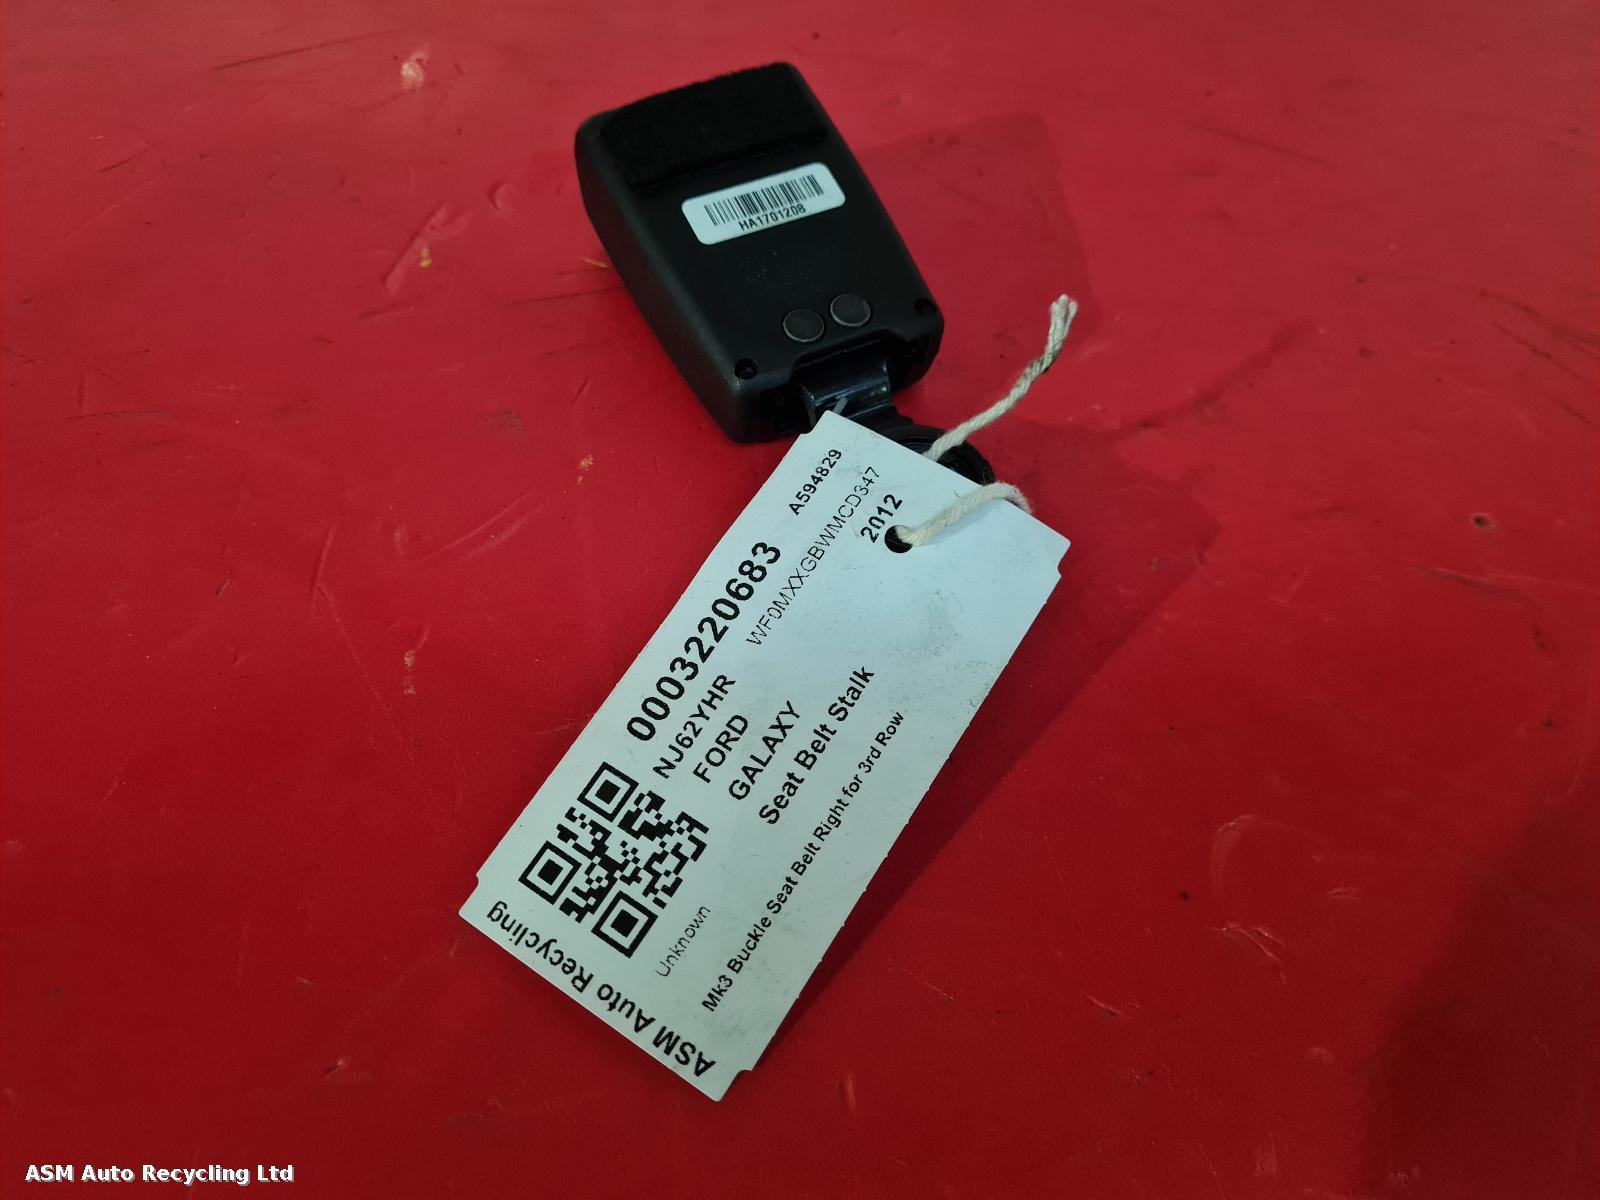 HA1701208
A594829
0003220683
WF0MXXGBWMCD347
2012
NJ62YHR
FORD
GALAXY
Seat Belt Stalk
Unknown
Mk3 Buckle Seat Belt Right for 3rd Row
ASM Auto Recycling
ASM Auto Recycling Ltd